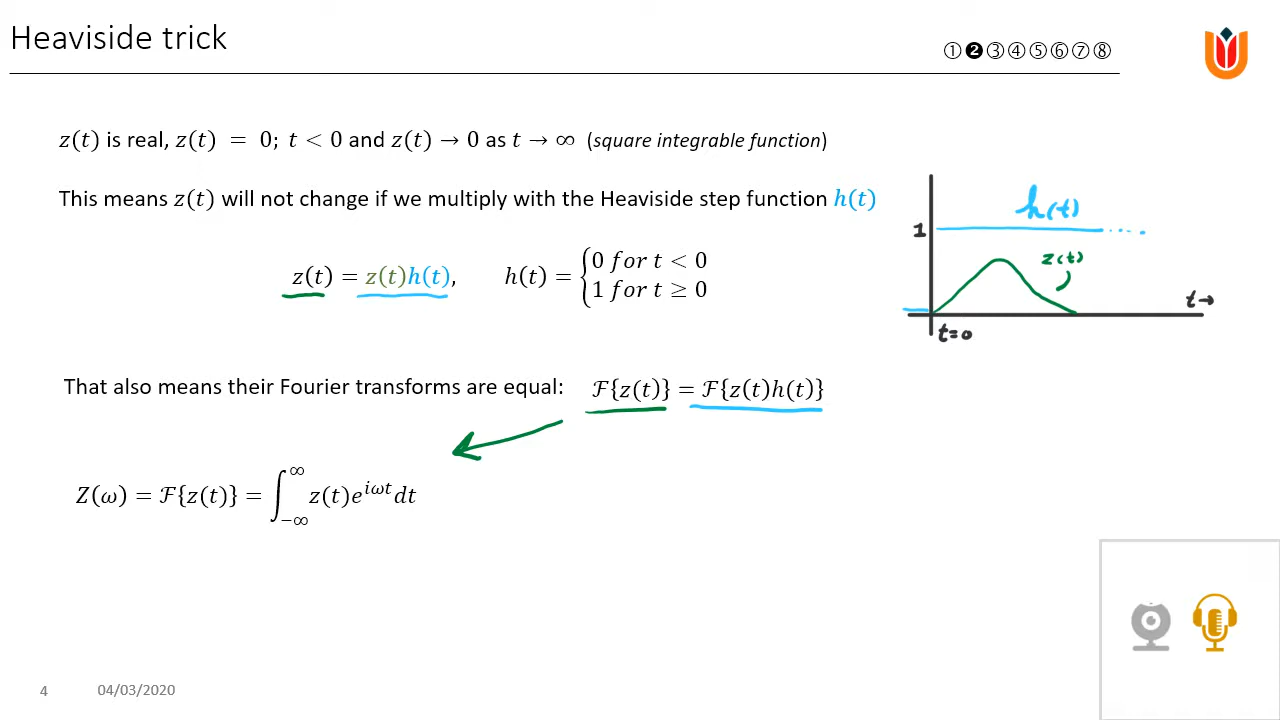 Heaviside trick
①❷③④⑤⑥⑦⑧
z(t) is real, z(t) = 0; t < 0 and z(t) → 0 as t → ∞ (square integrable function)
This means z(t) will not change if we multiply with the Heaviside step function h(t)
z(t) = z(t)h(t), h(t) = {0 for t < 0
1 for t ≥ 0
h(t)
1
z(t)
t→
t=0
That also means their Fourier transforms are equal: ℱ{z(t)} = ℱ{z(t)h(t)}
Z(ω) = ℱ{z(t)} = ∫_{−∞}^{∞} z(t)e^{iωt}dt
4 04/03/2020